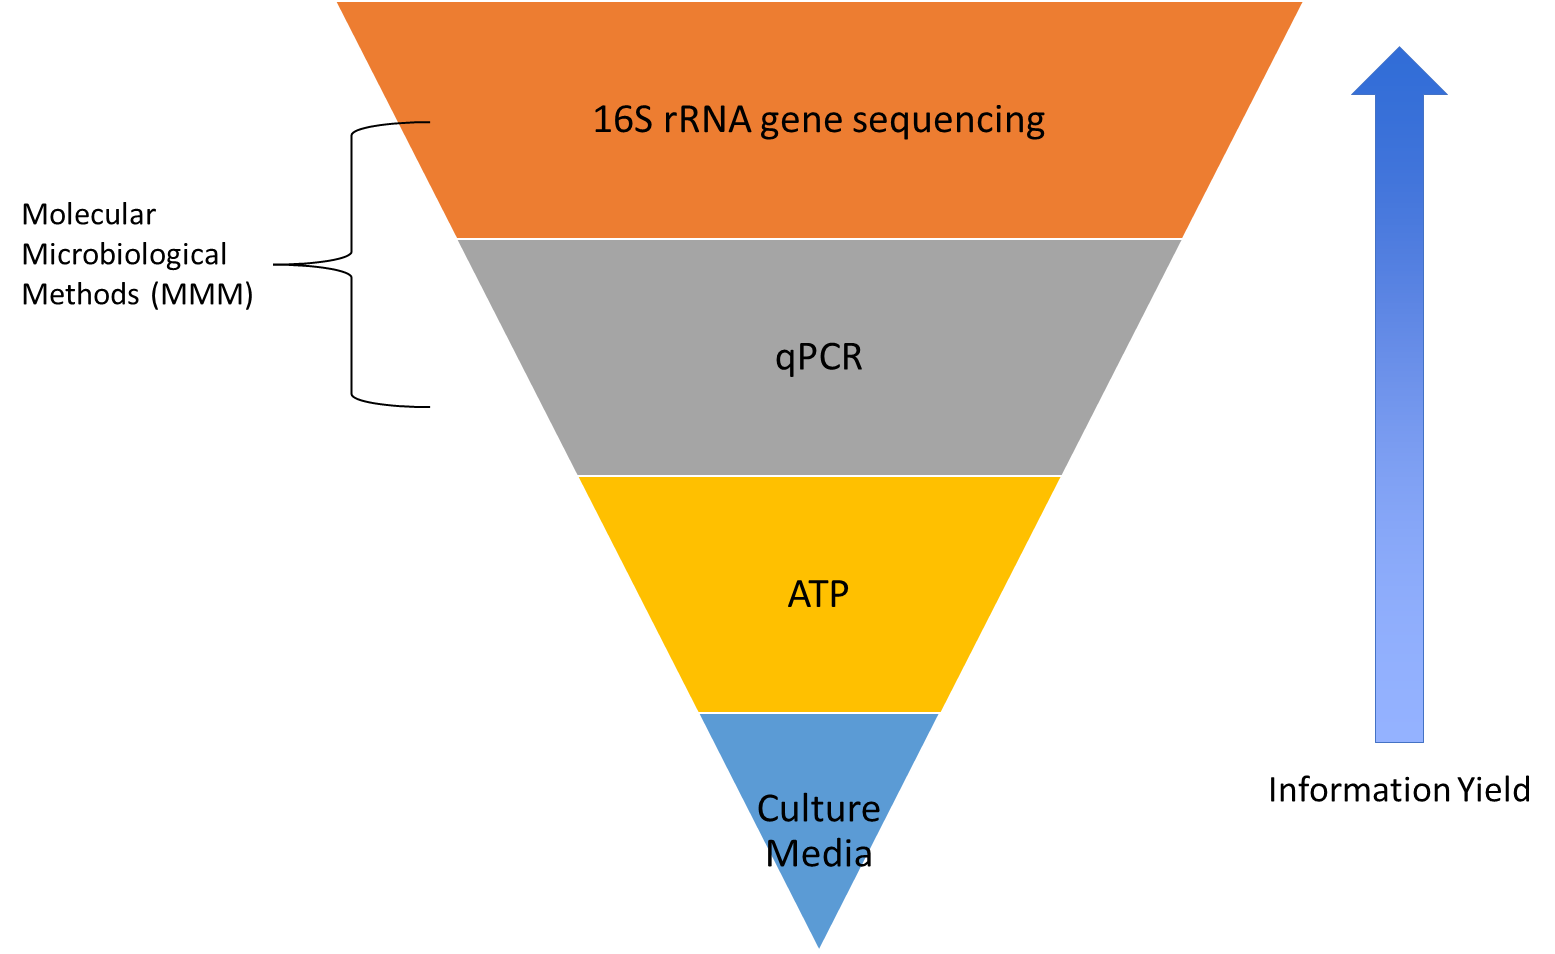 16S rRNA gene sequencing
Molecular
Microbiological
Methods (MMM)
qPCR
ATP
Culture
Media
Information Yield